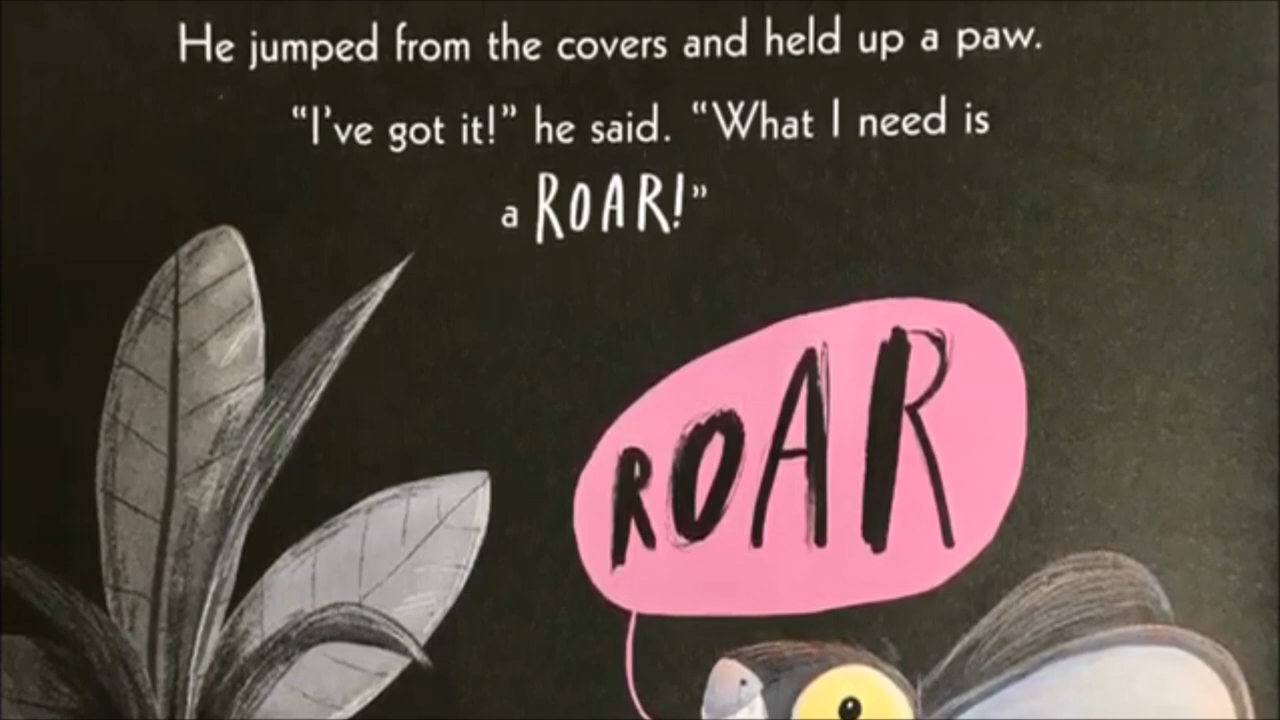 He jumped from the covers and held up a paw.
“I’ve got it!” he said. “What I need is
a ROAR!”
ROAR